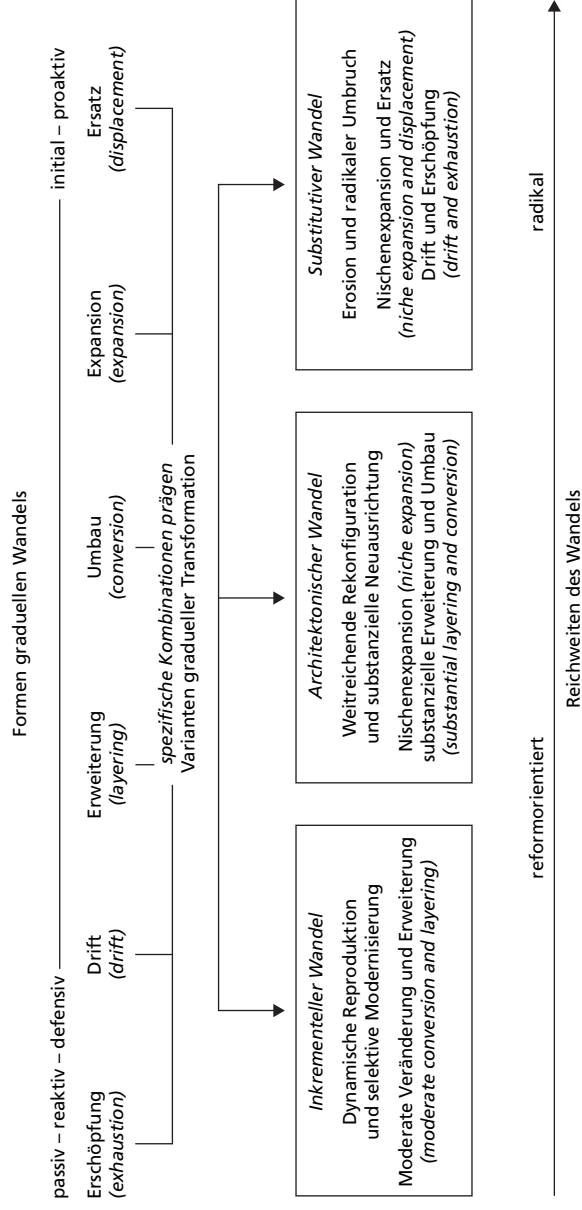 Formen graduellen Wandels
passiv – reaktiv – defensiv
initial – proaktiv
Erschöpfung
(exhaustion)
Drift
(drift)
Erweiterung
(layering)
Umbau
(conversion)
Expansion
(expansion)
Ersatz
(displacement)
spezifische Kombinationen prägen
Varianten gradueller Transformation
Inkrementeller Wandel
Dynamische Reproduktion
und selektive Modernisierung
Moderate Veränderung und Erweiterung
(moderate conversion and layering)
Architektonischer Wandel
Weitreichende Rekonfiguration
und substanzielle Neuausrichtung
Nischenexpansion (niche expansion)
substanzielle Erweiterung und Umbau
(substantial layering and conversion)
Substitutiver Wandel
Erosion und radikaler Umbruch
Nischenexpansion und Ersatz
(niche expansion and displacement)
Drift und Erschöpfung
(drift and exhaustion)
reformorientiert
radikal
Reichweiten des Wandels